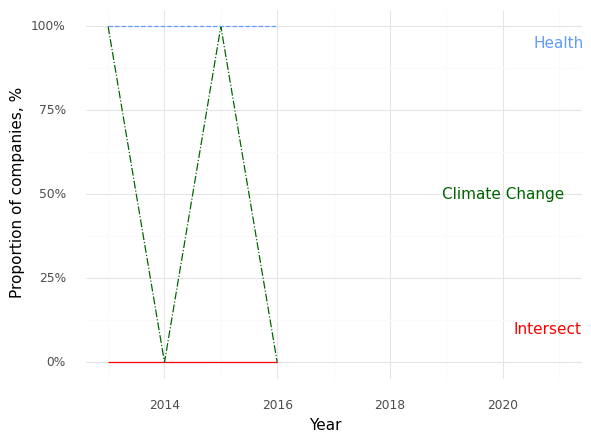 100%
Health
75%
Proportion of companies, %
50%
Climate Change
25%
Intersect
0%
2014
2016
2018
2020
Year